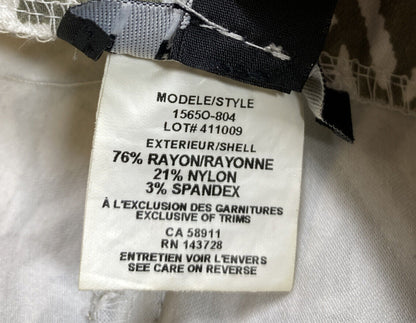 MODELE/STYLE
1565O-804
LOT# 411009
EXTERIEUR/SHELL
76% RAYON/RAYONNE
21% NYLON
3% SPANDEX
À L'EXCLUSION DES GARNITURES
EXCLUSIVE OF TRIMS
CA 58911
RN 143728
ENTRETIEN VOIR L'ENVERS
SEE CARE ON REVERSE